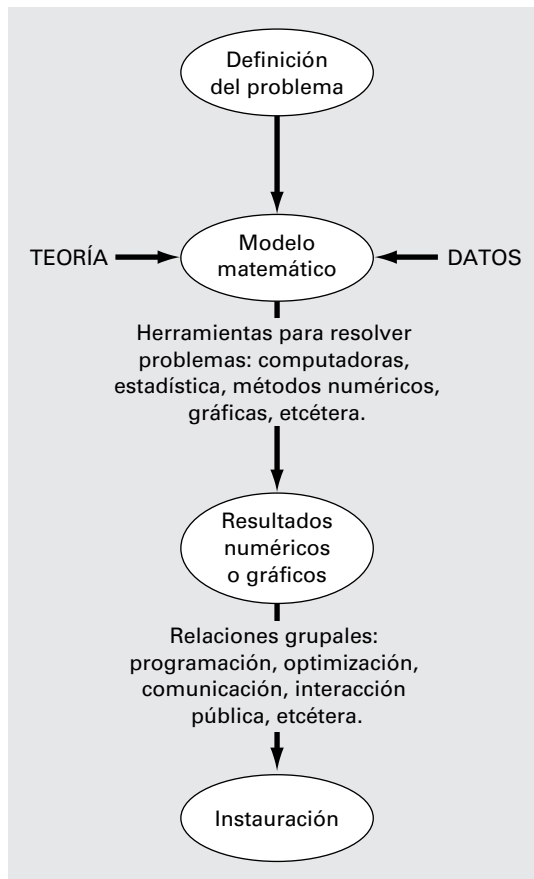 Definición
del problema
TEORÍA
Modelo
matemático
DATOS
Herramientas para resolver
problemas: computadoras,
estadística, métodos numéricos,
gráficas, etcétera.
Resultados
numéricos
o gráficos
Relaciones grupales:
programación, optimización,
comunicación, interacción
pública, etcétera.
Instauración